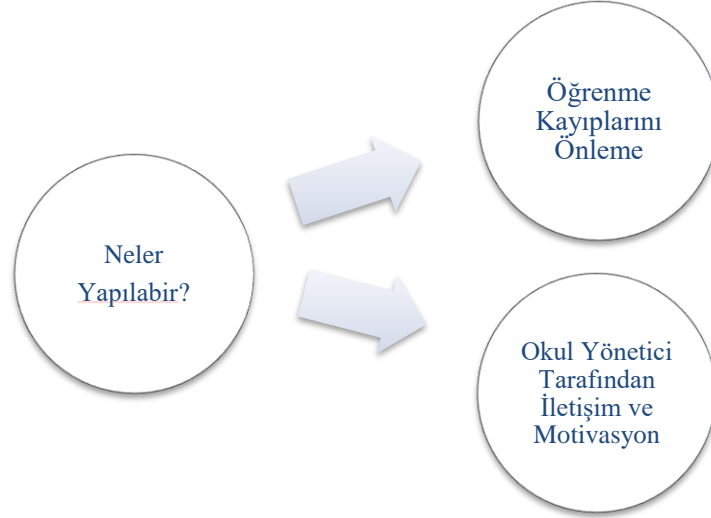 Neler
Yapılabir?
Öğrenme
Kayıplarını
Önleme
Okul Yönetici
Tarafından
İletişim ve
Motivasyon